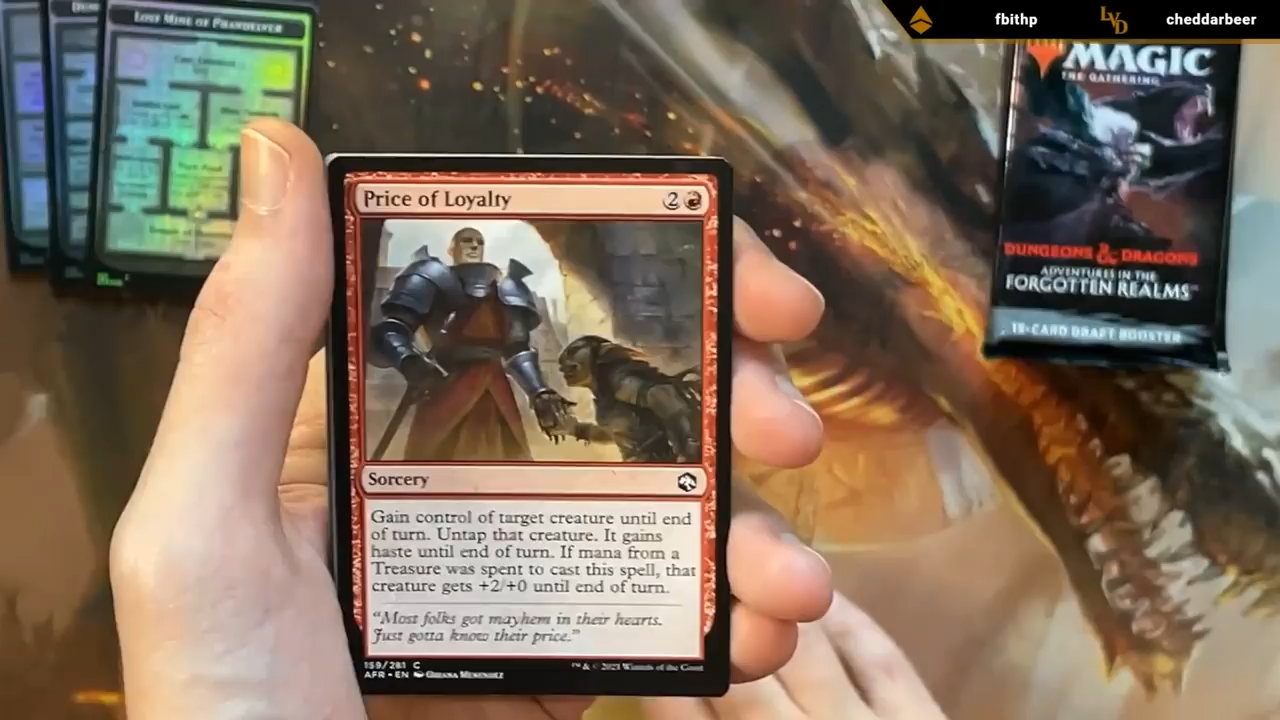 fbithp
LVD
cheddarbeer
LOST MINE OF PHANDELVER
MAGIC
THE GATHERING
DUNGEONS & DRAGONS
ADVENTURES IN THE
FORGOTTEN REALMS™
15-CARD DRAFT BOOSTER
Price of Loyalty
2
Sorcery
Gain control of target creature until end
of turn. Untap that creature. It gains
haste until end of turn. If mana from a
Treasure was spent to cast this spell, that
creature gets +2/+0 until end of turn.
“Most folks got mayhem in their hearts.
Just gotta know their price.”
159/281 C
AFR • EN
™ & © 2021 Wizards of the Coast